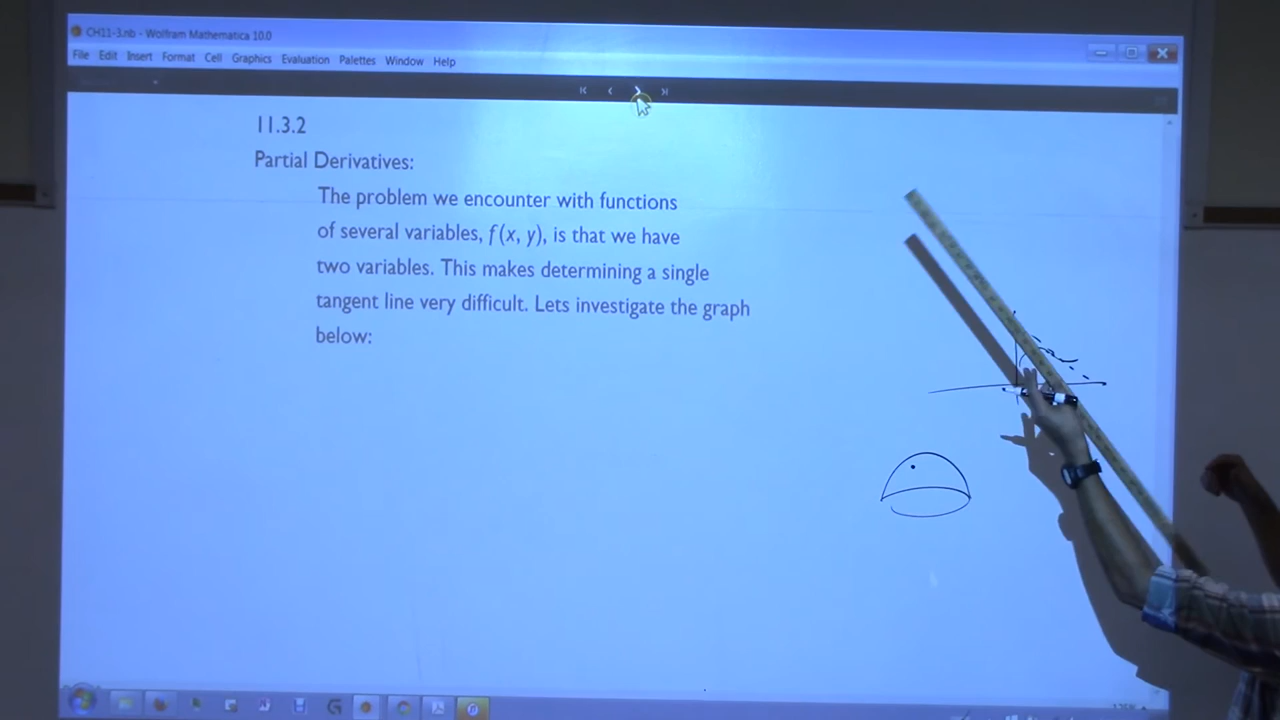 CH11-3.nb - Wolfram Mathematica 10.0
File Edit Insert Format Cell Graphics Evaluation Palettes Window Help
11.3.2
Partial Derivatives:
The problem we encounter with functions
of several variables, f(x, y), is that we have
two variables. This makes determining a single
tangent line very difficult. Lets investigate the graph
below: